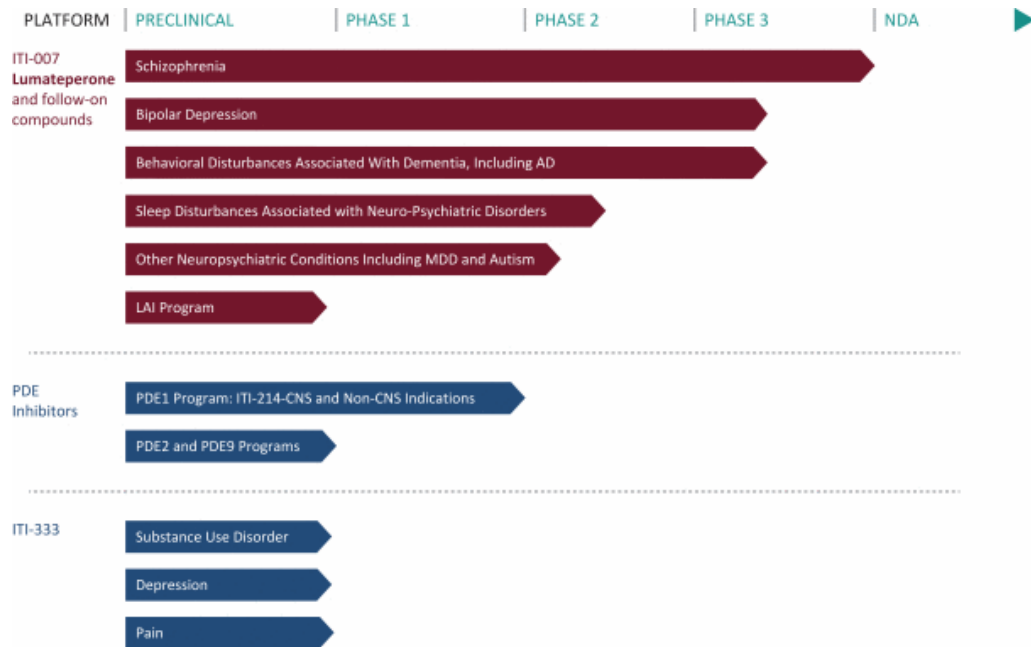 PLATFORM PRECLINICAL PHASE 1 PHASE 2 PHASE 3 NDA
ITI-007
Lumateperone
and follow-on
compounds
Schizophrenia
Bipolar Depression
Behavioral Disturbances Associated With Dementia, Including AD
Sleep Disturbances Associated with Neuro-Psychiatric Disorders
Other Neuropsychiatric Conditions Including MDD and Autism
LAI Program
PDE
Inhibitors
PDE1 Program: ITI-214-CNS and Non-CNS Indications
PDE2 and PDE9 Programs
ITI-333
Substance Use Disorder
Depression
Pain